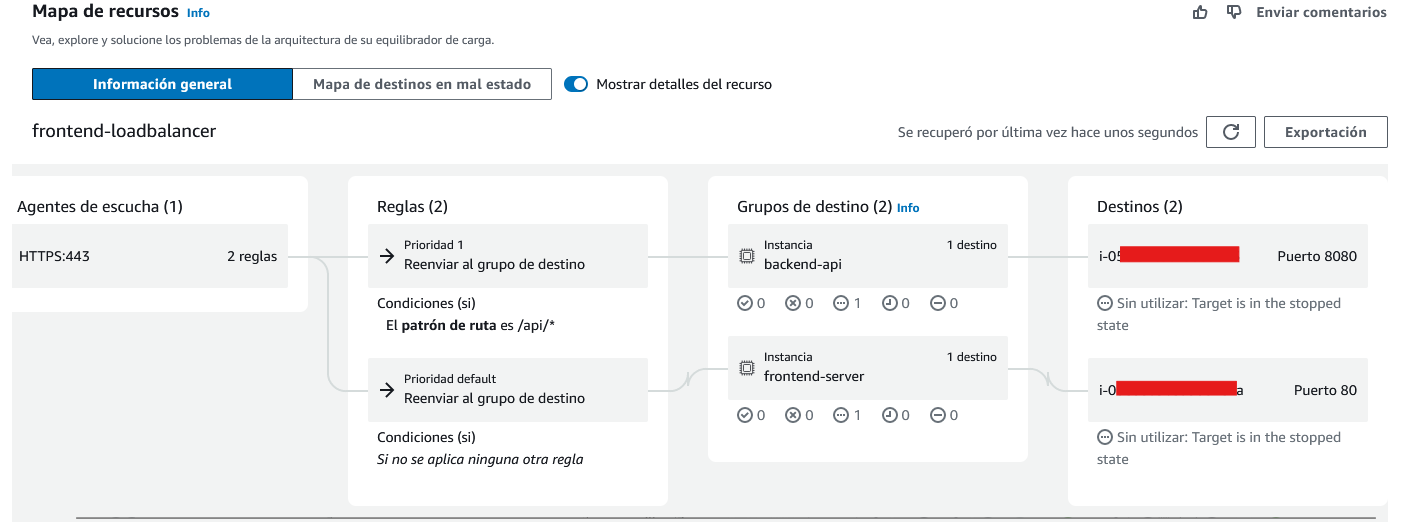 Mapa de recursos Info
Enviar comentarios
Vea, explore y solucione los problemas de la arquitectura de su equilibrador de carga.
Información general
Mapa de destinos en mal estado
Mostrar detalles del recurso
frontend-loadbalancer
Se recuperó por última vez hace unos segundos
Exportación
Agentes de escucha (1)
HTTPS:443 2 reglas
Reglas (2)
Prioridad 1
Reenviar al grupo de destino
Condiciones (si)
El patrón de ruta es /api/*
Prioridad default
Reenviar al grupo de destino
Condiciones (si)
Si no se aplica ninguna otra regla
Grupos de destino (2) Info
Instancia 1 destino
backend-api
0 0 1 0 0
Instancia 1 destino
frontend-server
0 0 1 0 0
Destinos (2)
i-05 Puerto 8080
Sin utilizar: Target is in the stopped
state
i-0 a Puerto 80
Sin utilizar: Target is in the stopped
state